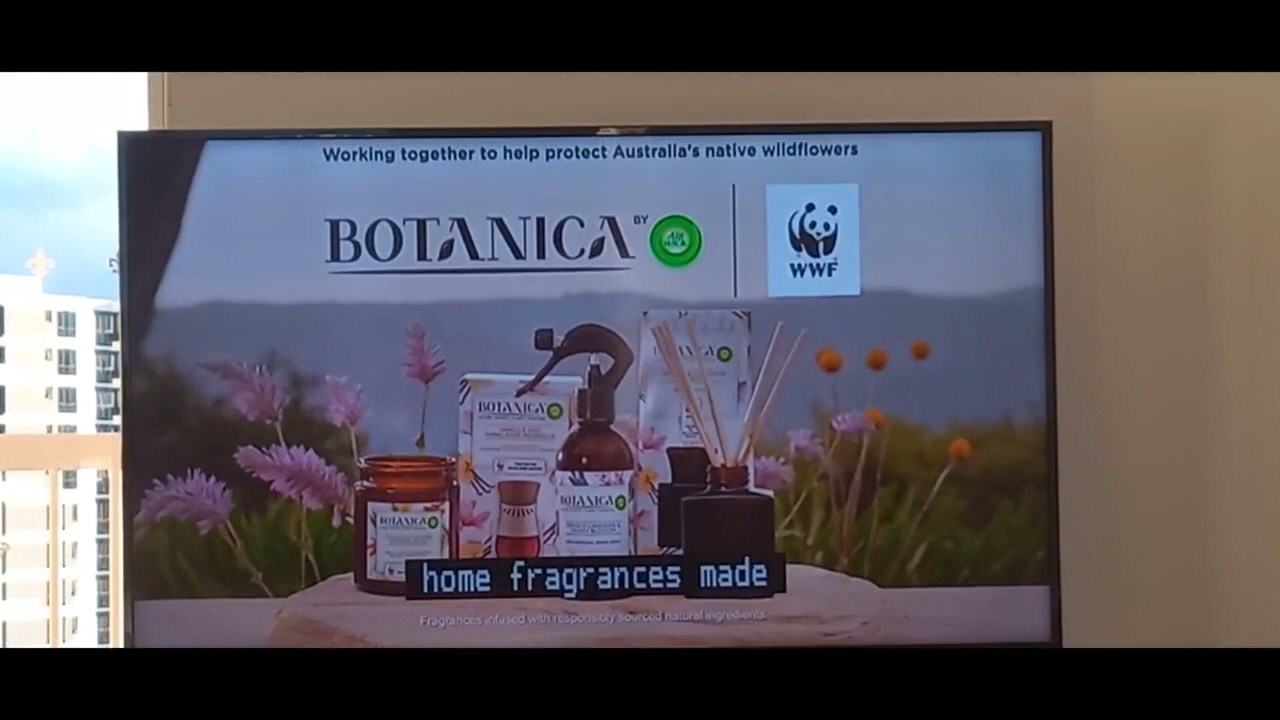 Working together to help protect Australia's native wildflowers
BOTANICA BY Air Wick
WWF
BOTANICA
BOTANICA
BOTANICA
BOTANICA
home fragrances made
Fragrances infused with responsibly sourced natural ingredients.